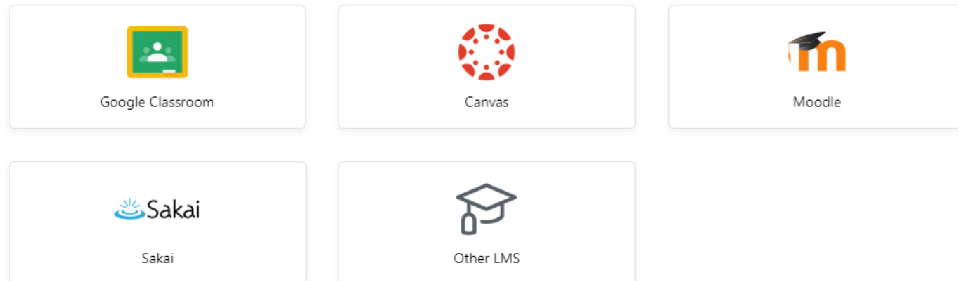 Google Classroom
Canvas
m
Moodle
Sakai
Sakai
Other LMS